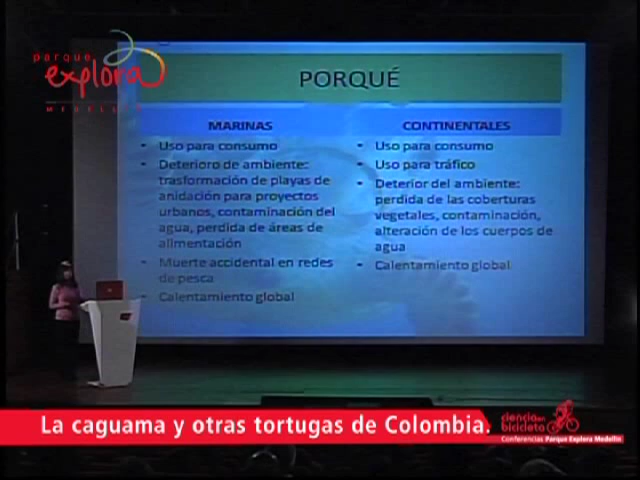 parque
explora
MEDELLÍN
PORQUÉ
MARINAS
• Uso para consumo
• Deterioro de ambiente:
trasformación de playas de
anidación para proyectos
urbanos, contaminación del
agua, perdida de áreas de
alimentación
• Muerte accidental en redes
de pesca
• Calentamiento global
CONTINENTALES
• Uso para consumo
• Uso para tráfico
• Deterior del ambiente:
perdida de las coberturas
vegetales, contaminación,
alteración de los cuerpos de
agua
• Calentamiento global
La caguama y otras tortugas de Colombia.
ciencia en
bicicleta
Conferencias Parque Explora Medellín